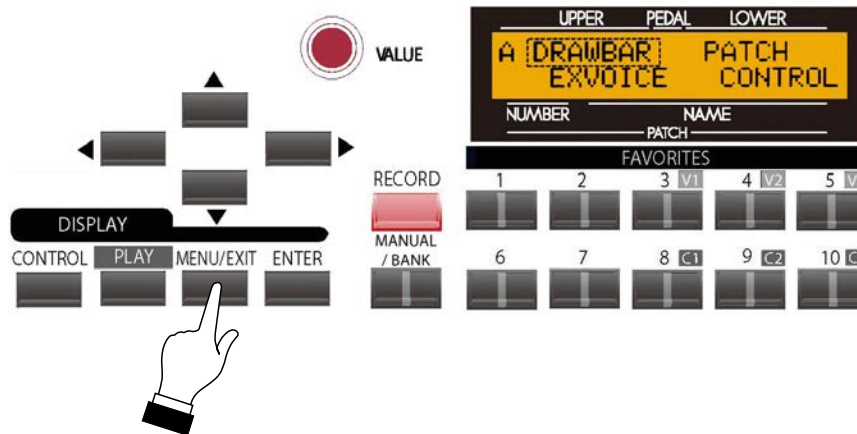 VALUE
UPPER PEDAL LOWER
A DRAWBAR PATCH
EXVOICE CONTROL
NUMBER NAME
PATCH
FAVORITES
RECORD
1 2 3 V1 4 V2 5
DISPLAY
MANUAL
/ BANK
CONTROL PLAY MENU/EXIT ENTER
6 7 8 C1 9 C2 10